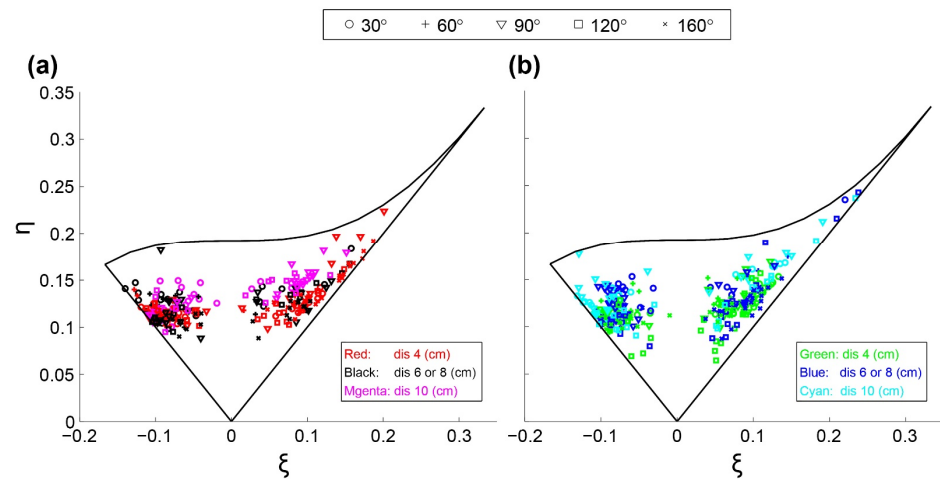 30° 60° 90° 120° 160°
(a) (b)
0.35
0.3
0.25
0.2
0.15
0.1
0.05
0
η
Red: dis 4 (cm)
Black: dis 6 or 8 (cm)
Mgenta: dis 10 (cm)
Green: dis 4 (cm)
Blue: dis 6 or 8 (cm)
Cyan: dis 10 (cm)
−0.2 −0.1 0 0.1 0.2 0.3
−0.2 −0.1 0 0.1 0.2 0.3
ξ ξ